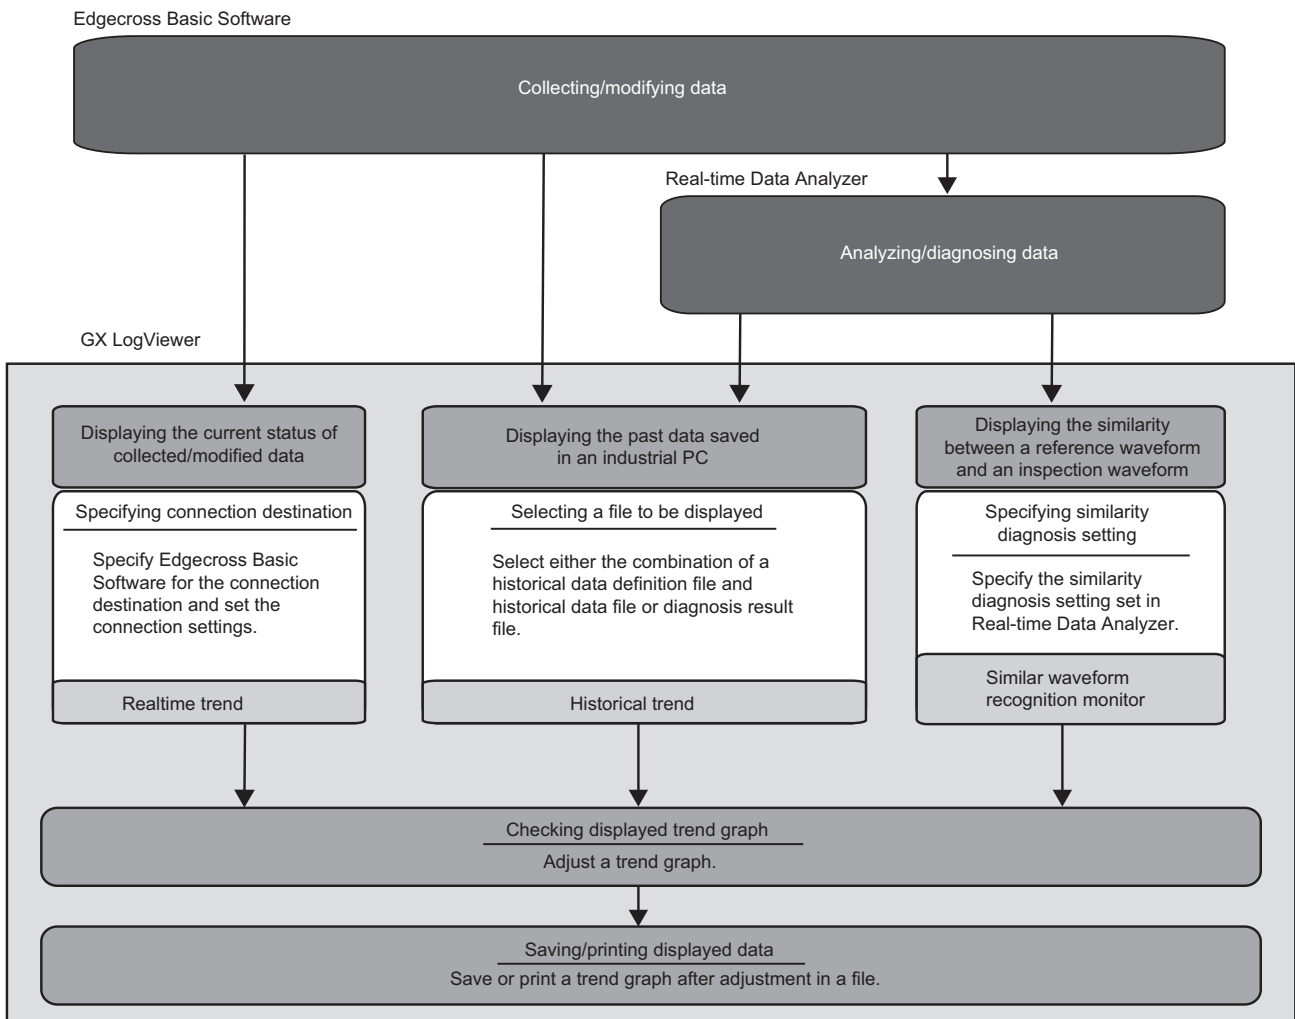 Edgecross Basic Software
Collecting/modifying data
Real-time Data Analyzer
Analyzing/diagnosing data
GX LogViewer
Displaying the current status of
collected/modified data
Specifying connection destination
Specify Edgecross Basic
Software for the connection
destination and set the
connection settings.
Realtime trend
Displaying the past data saved
in an industrial PC
Selecting a file to be displayed
Select either the combination of a
historical data definition file and
historical data file or diagnosis result
file.
Historical trend
Displaying the similarity
between a reference waveform
and an inspection waveform
Specifying similarity
diagnosis setting
Specify the similarity
diagnosis setting set in
Real-time Data Analyzer.
Similar waveform
recognition monitor
Checking displayed trend graph
Adjust a trend graph.
Saving/printing displayed data
Save or print a trend graph after adjustment in a file.